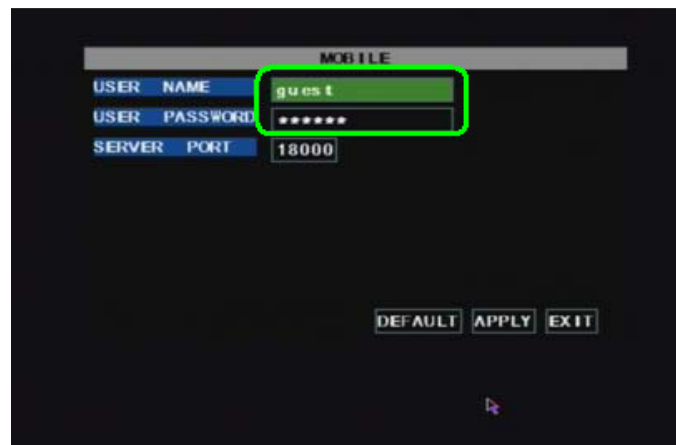 MOBILE
USER NAME guest
USER PASSWORD ******
SERVER PORT 18000
DEFAULT APPLY EXIT